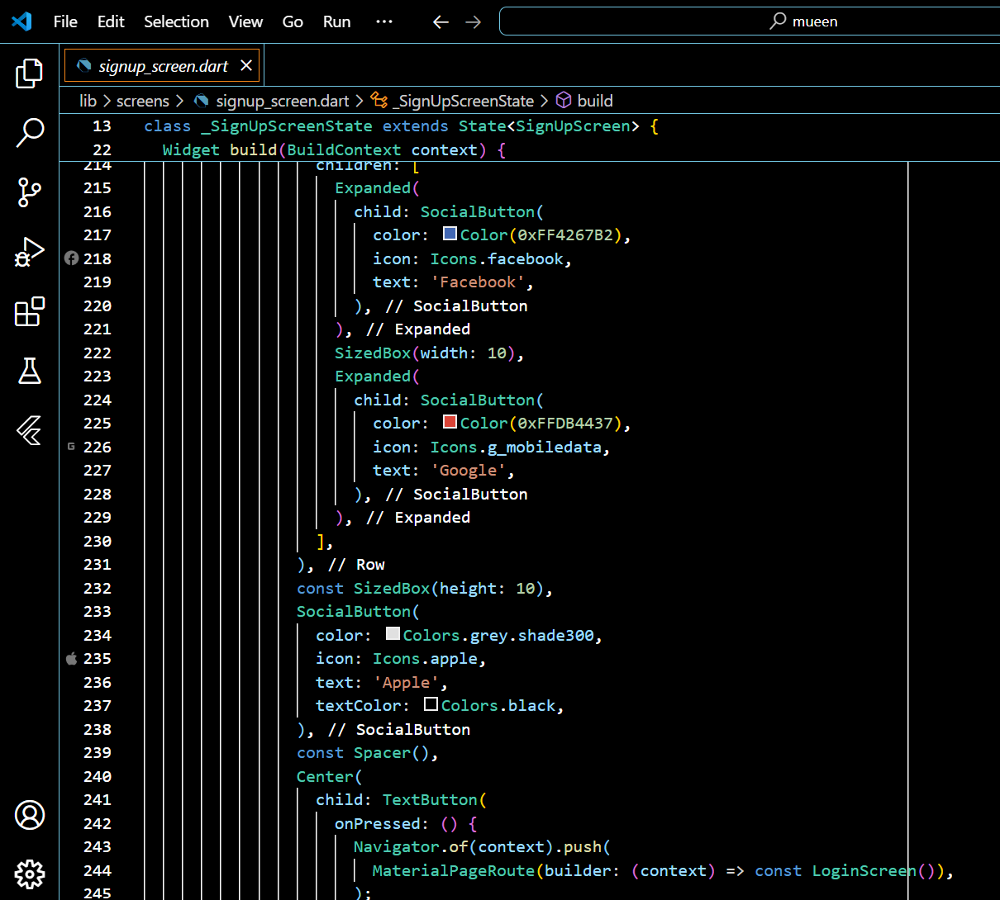 File Edit Selection View Go Run ··· ← → mueen
signup_screen.dart ×
lib > screens > signup_screen.dart > _SignUpScreenState > build
13 class _SignUpScreenState extends State<SignUpScreen> {
22 Widget build(BuildContext context) {
214 children: [
215 Expanded(
216 child: SocialButton(
217 color: Color(0xFF4267B2),
218 icon: Icons.facebook,
219 text: 'Facebook',
220 ), // SocialButton
221 ), // Expanded
222 SizedBox(width: 10),
223 Expanded(
224 child: SocialButton(
225 color: Color(0xFFDB4437),
G 226 icon: Icons.g_mobiledata,
227 text: 'Google',
228 ), // SocialButton
229 ), // Expanded
230 ],
231 ), // Row
232 const SizedBox(height: 10),
233 SocialButton(
234 color: Colors.grey.shade300,
235 icon: Icons.apple,
236 text: 'Apple',
237 textColor: Colors.black,
238 ), // SocialButton
239 const Spacer(),
240 Center(
241 child: TextButton(
242 onPressed: () {
243 Navigator.of(context).push(
244 MaterialPageRoute(builder: (context) => const LoginScreen()),
245 );